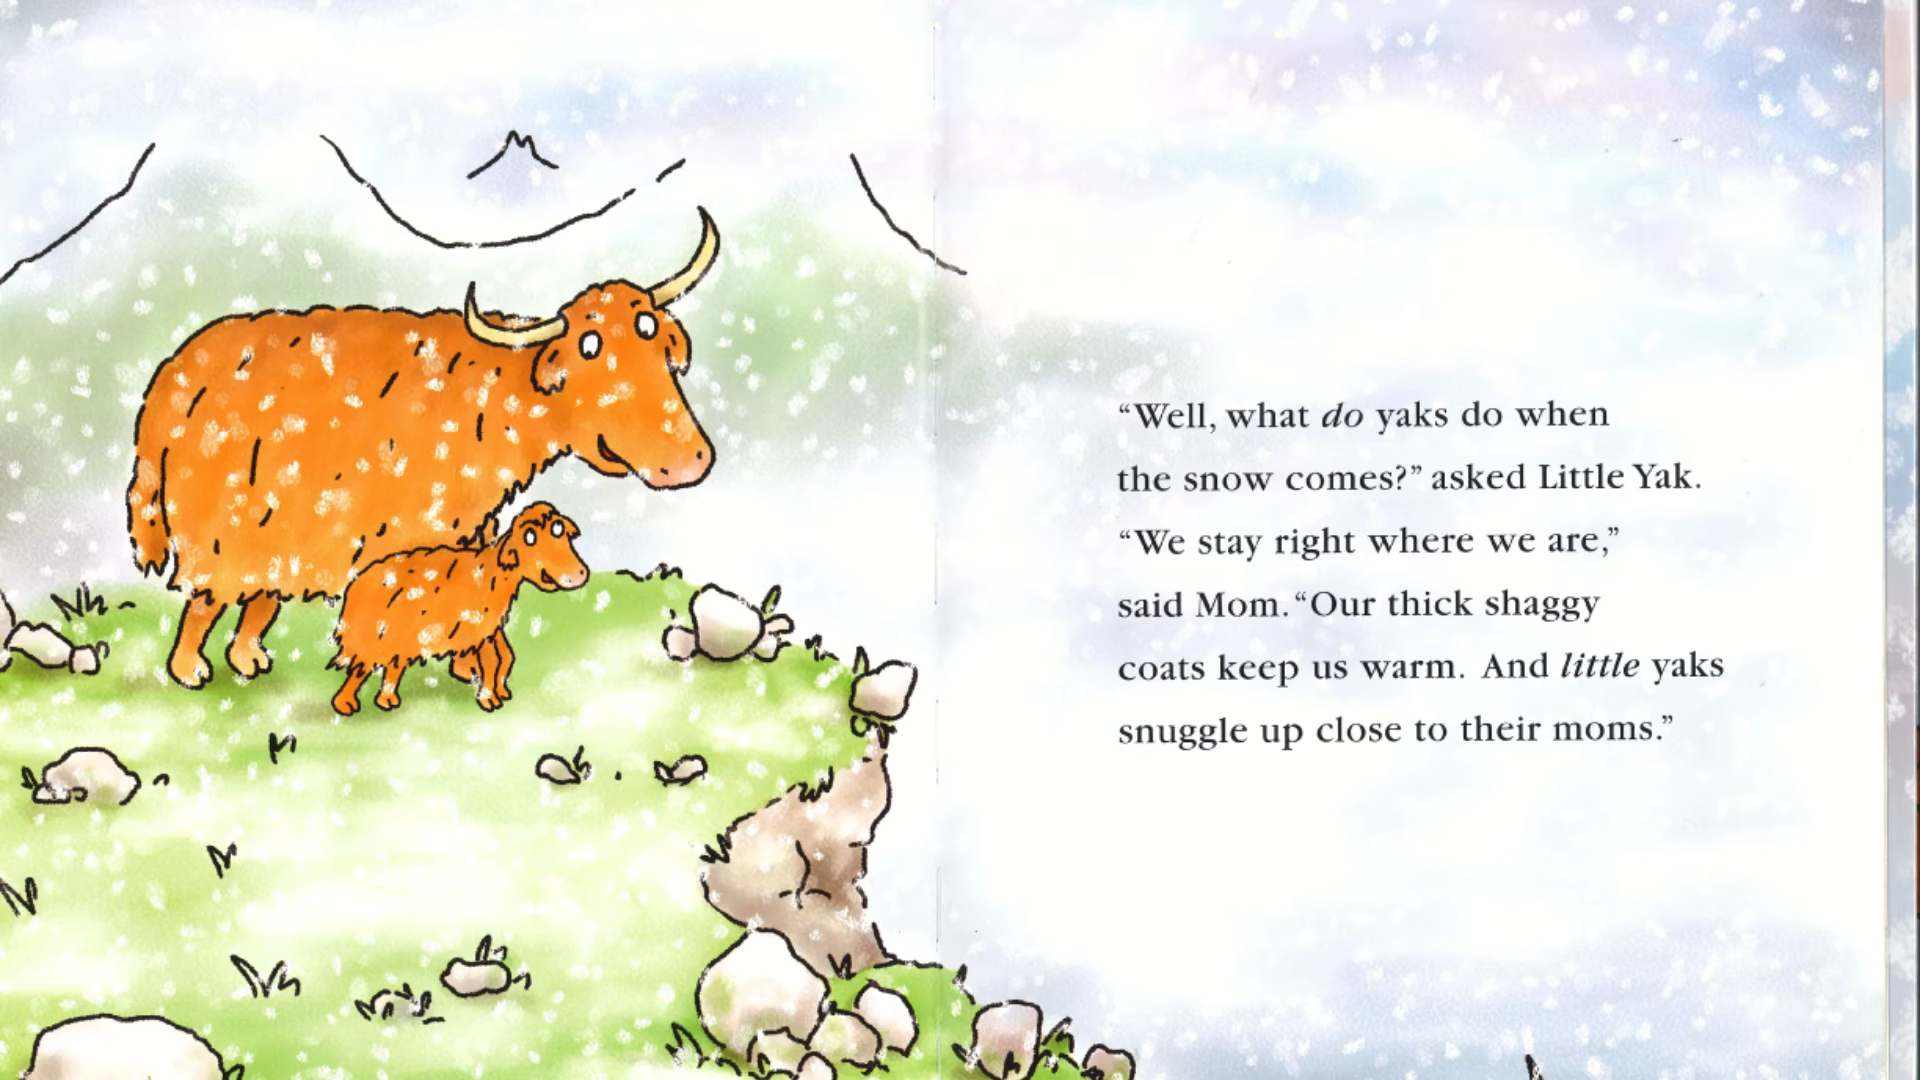 “Well, what do yaks do when
the snow comes?” asked Little Yak.
“We stay right where we are,”
said Mom. “Our thick shaggy
coats keep us warm. And little yaks
snuggle up close to their moms.”